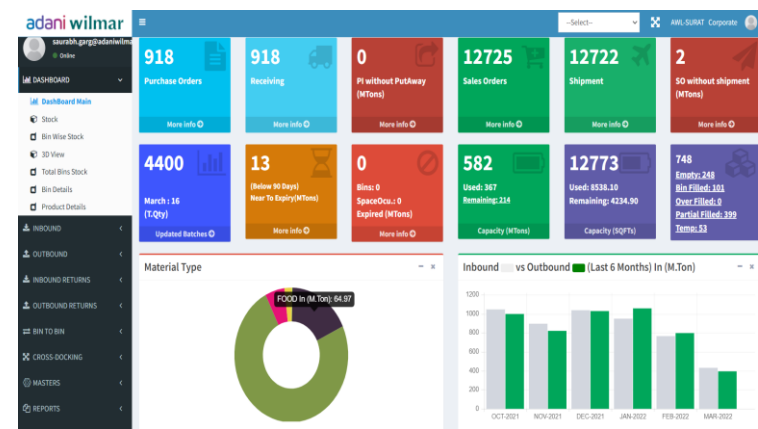 adani wilmar
--Select--
AWL-SURAT Corporate
saurabh.garg@adaniwilma
Online
DASHBOARD
DashBoard Main
Stock
Bin Wise Stock
3D View
Total Bins Stock
Bin Details
Product Details
INBOUND
OUTBOUND
INBOUND RETURNS
OUTBOUND RETURNS
BIN TO BIN
CROSS-DOCKING
MASTERS
REPORTS
918
Purchase Orders
More info
918
Receiving
More info
0
PI without PutAway
(MTons)
More info
12725
Sales Orders
More info
12722
Shipment
More info
2
SO without shipment
(MTons)
More info
4400
March : 16
(T.Qty)
Updated Batches
13
(Below 90 Days)
Near To Expiry(MTons)
More info
0
Bins: 0
SpaceOcu.: 0
Expired (MTons)
More info
582
Used: 367
Remaining: 214
Capacity (MTons)
12773
Used: 8538.10
Remaining: 4234.90
Capacity (SQFTs)
748
Empty: 248
Bin Filled: 101
Over Filled: 0
Partial Filled: 399
Temp: 53
Material Type
FOOD In (M.Ton): 64.97
Inbound vs Outbound (Last 6 Months) In (M.Ton)
1200
1000
800
600
400
200
0
OCT-2021 NOV-2021 DEC-2021 JAN-2022 FEB-2022 MAR-2022